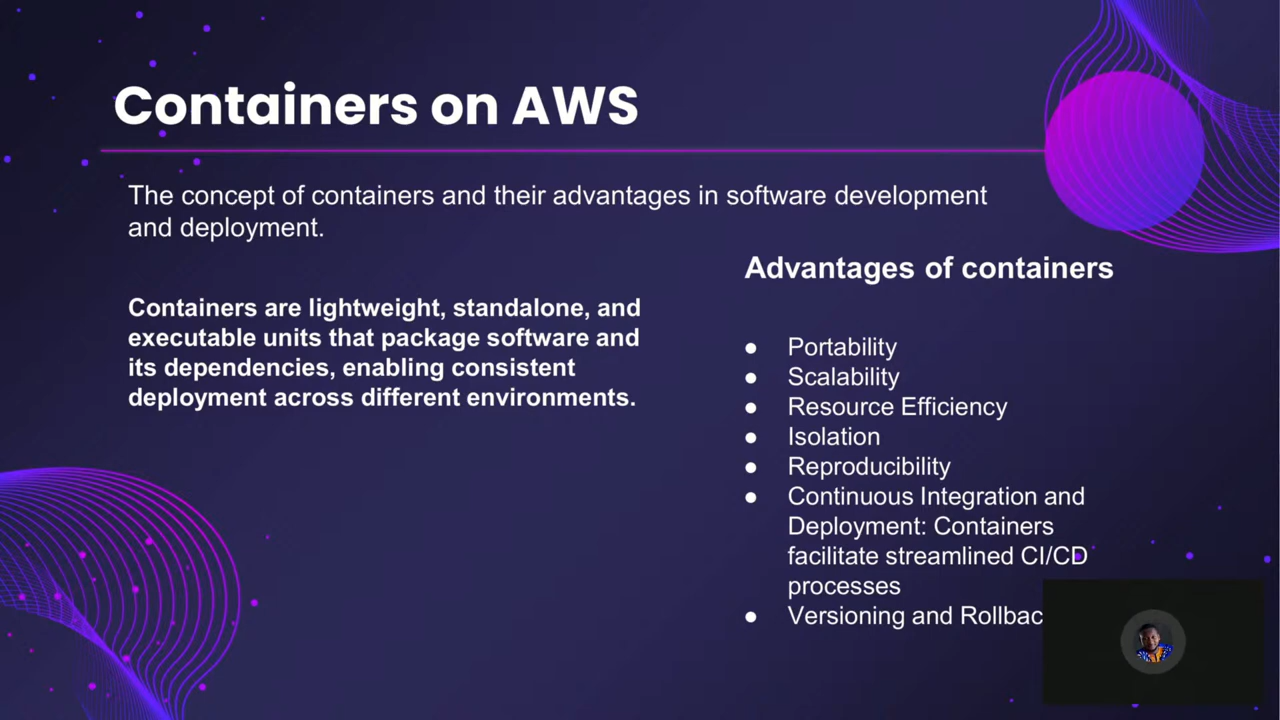 Containers on AWS
The concept of containers and their advantages in software development
and deployment.
Containers are lightweight, standalone, and
executable units that package software and
its dependencies, enabling consistent
deployment across different environments.
Advantages of containers
● Portability
● Scalability
● Resource Efficiency
● Isolation
● Reproducibility
● Continuous Integration and
Deployment: Containers
facilitate streamlined CI/CD
processes
● Versioning and